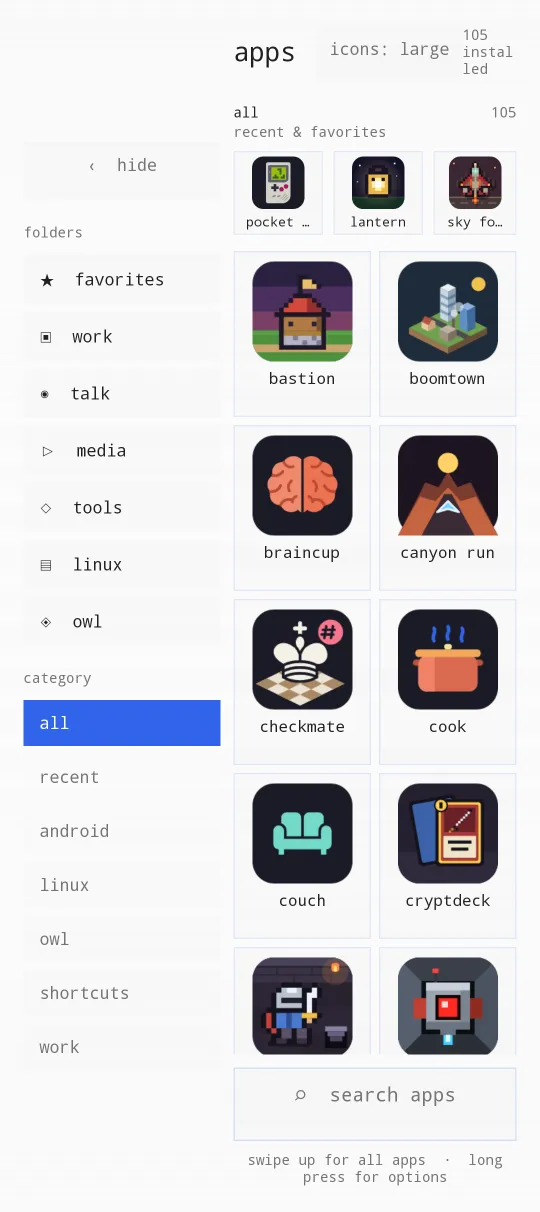 apps
icons: large
105
instal
led
all
105
recent & favorites
‹ hide
pocket …
lantern
sky fo…
folders
★ favorites
work
talk
media
tools
linux
owl
category
all
recent
android
linux
owl
shortcuts
work
bastion
boomtown
braincup
canyon run
#
checkmate
cook
couch
cryptdeck
search apps
swipe up for all apps · long
press for options